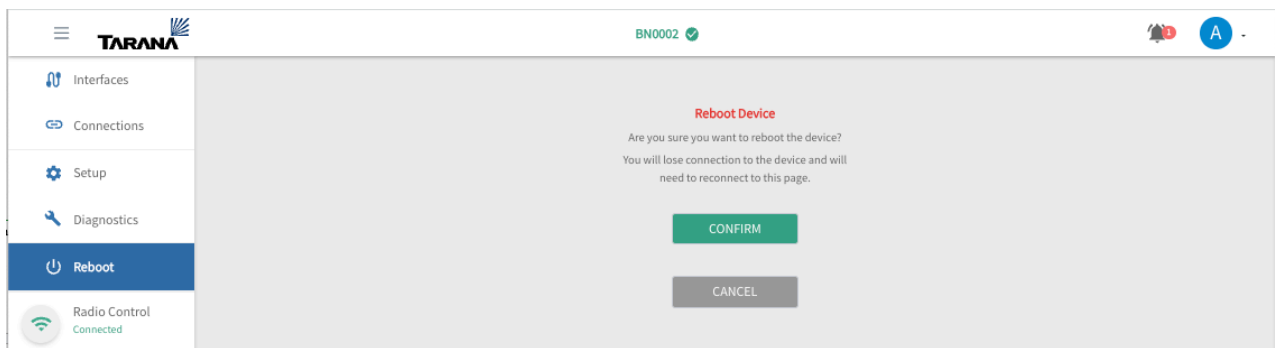 TARANA
BN0002
1
A
Interfaces
Connections
Setup
Diagnostics
Reboot
Radio Control
Connected
Reboot Device
Are you sure you want to reboot the device?
You will lose connection to the device and will
need to reconnect to this page.
CONFIRM
CANCEL